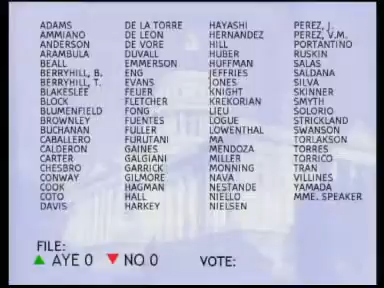 ADAMS
AMMIANO
ANDERSON
ARAMBULA
BEALL
BERRYHILL, B.
BERRYHILL, T.
BLAKESLEE
BLOCK
BLUMENFIELD
BROWNLEY
BUCHANAN
CABALLERO
CALDERON
CARTER
CHESBRO
CONWAY
COOK
COTO
DAVIS
DE LA TORRE
DE LEON
DE VORE
DUVALL
EMMERSON
ENG
EVANS
FEUER
FLETCHER
FONG
FUENTES
FULLER
FURUTANI
GAINES
GALGIANI
GARRICK
GILMORE
HAGMAN
HALL
HARKEY
HAYASHI
HERNANDEZ
HILL
HUBER
HUFFMAN
JEFFRIES
JONES
KNIGHT
KREKORIAN
LIEU
LOGUE
LOWENTHAL
MA
MENDOZA
MILLER
MONNING
NAVA
NESTANDE
NIELLO
NIELSEN
PEREZ, J.
PEREZ, V.M.
PORTANTINO
RUSKIN
SALAS
SALDANA
SILVA
SKINNER
SMYTH
SOLORIO
STRICKLAND
SWANSON
TORLAKSON
TORRES
TORRICO
TRAN
VILLINES
YAMADA
MME. SPEAKER
FILE:
▲ AYE 0 ▼ NO 0 VOTE: